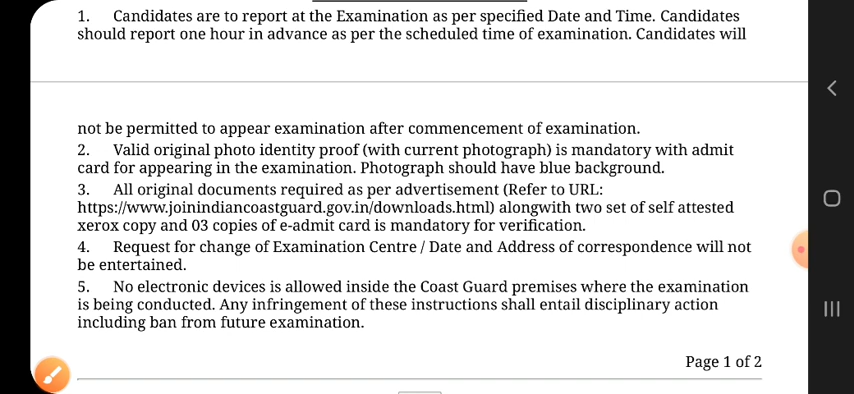 1. Candidates are to report at the Examination as per specified Date and Time. Candidates
should report one hour in advance as per the scheduled time of examination. Candidates will
not be permitted to appear examination after commencement of examination.
2. Valid original photo identity proof (with current photograph) is mandatory with admit
card for appearing in the examination. Photograph should have blue background.
3. All original documents required as per advertisement (Refer to URL:
https://www.joinindiancoastguard.gov.in/downloads.html) alongwith two set of self attested
xerox copy and 03 copies of e-admit card is mandatory for verification.
4. Request for change of Examination Centre / Date and Address of correspondence will not
be entertained.
5. No electronic devices is allowed inside the Coast Guard premises where the examination
is being conducted. Any infringement of these instructions shall entail disciplinary action
including ban from future examination.
Page 1 of 2